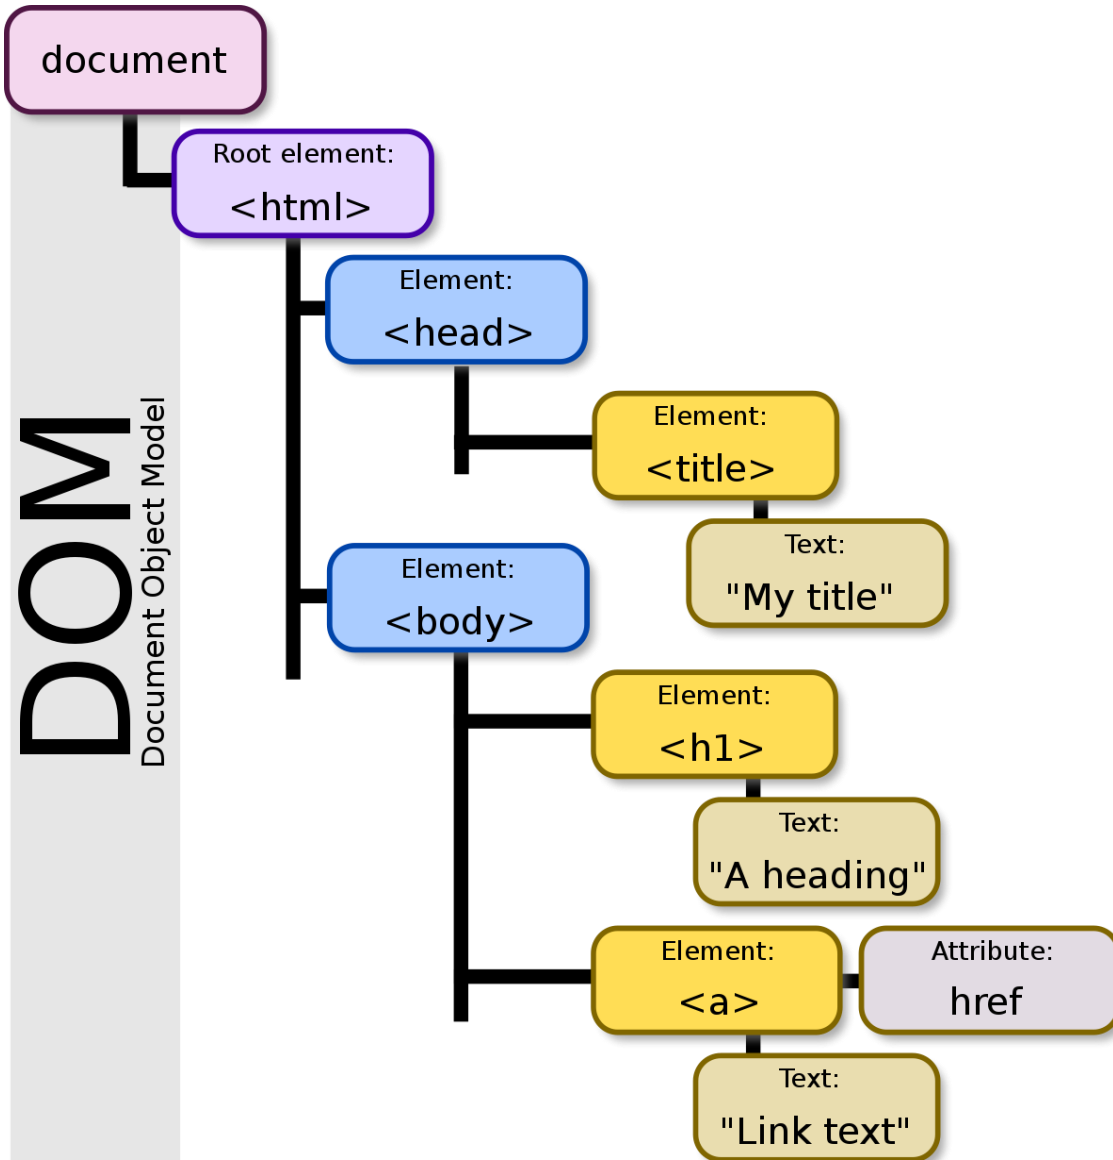 document
Root element:
<html>
Element:
<head>
Element:
<title>
Text:
"My title"
Element:
<body>
Element:
<h1>
Text:
"A heading"
Element:
<a>
Attribute:
href
Text:
"Link text"
DOM
Document Object Model